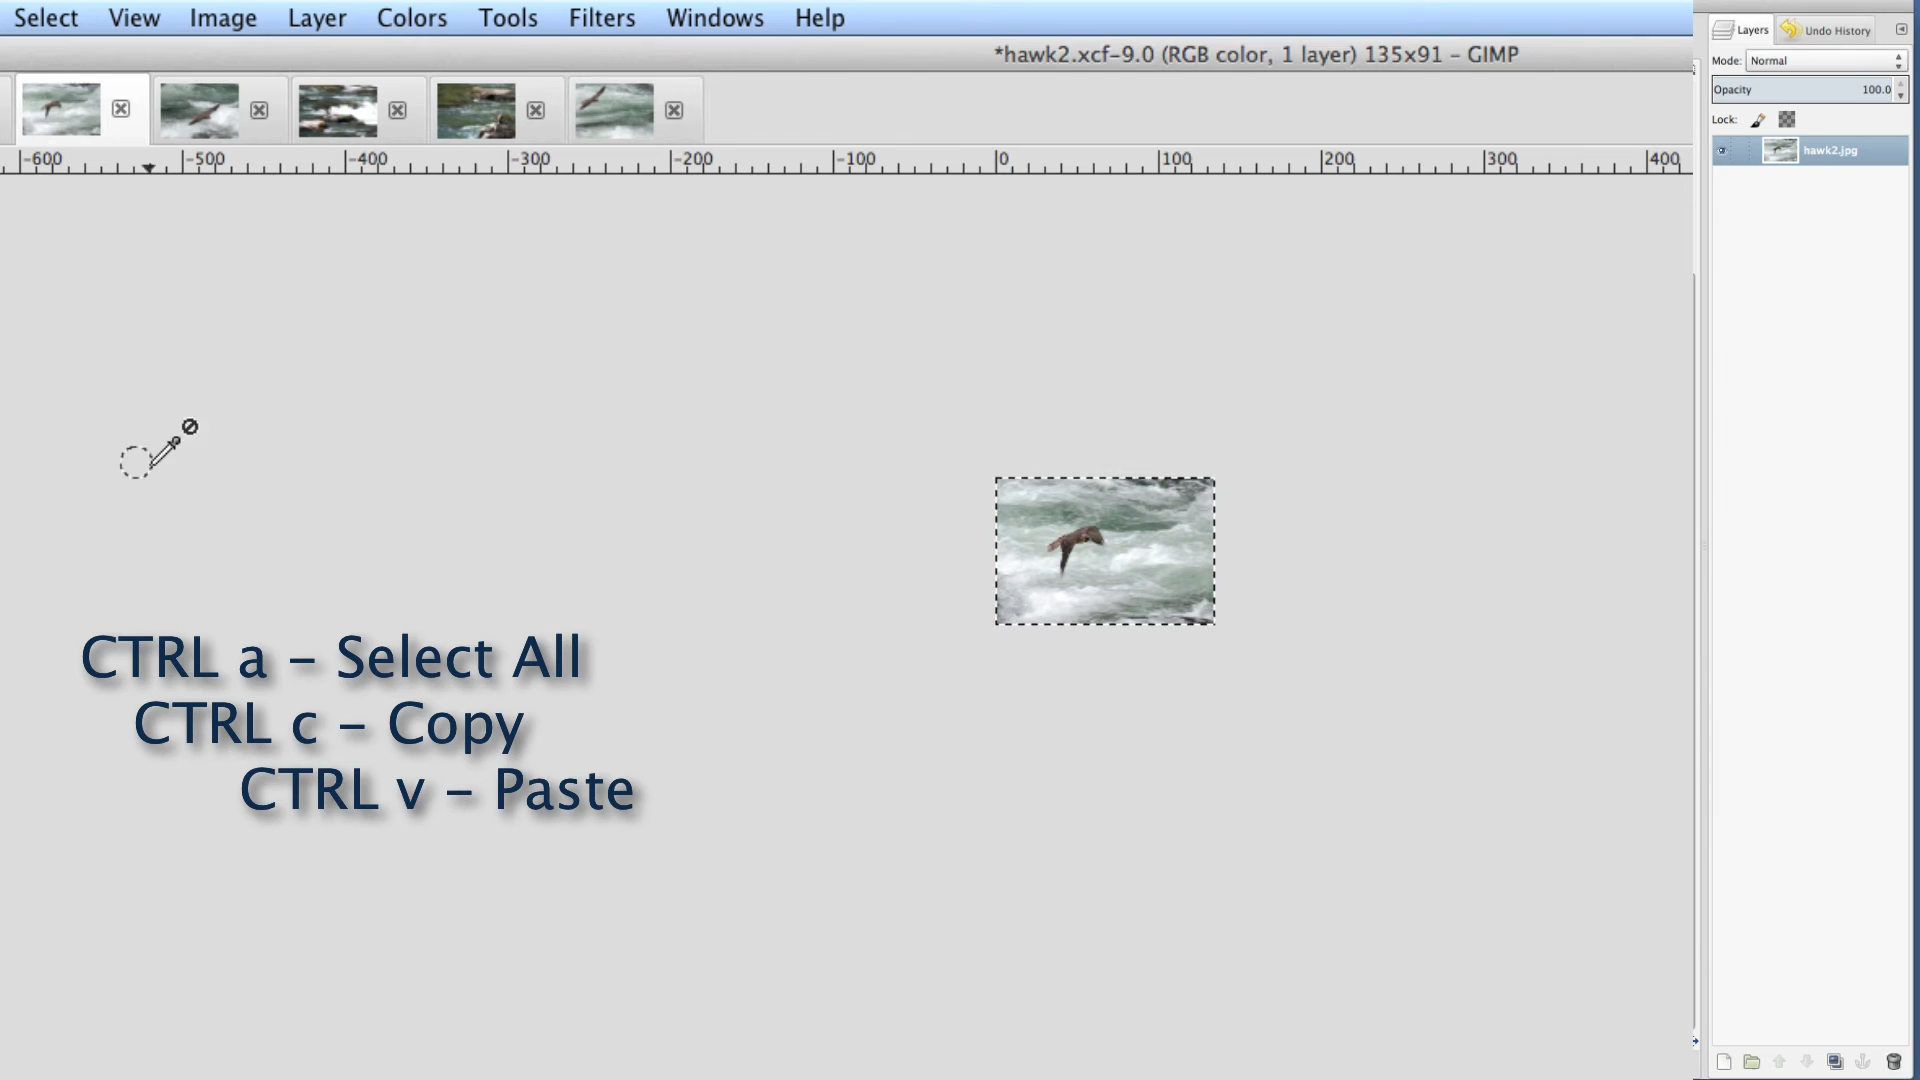 Select View Image Layer Colors Tools Filters Windows Help
*hawk2.xcf-9.0 (RGB color, 1 layer) 135x91 – GIMP
-600 -500 -400 -300 -200 -100 0 100 200 300 400
CTRL a – Select All
CTRL c – Copy
CTRL v – Paste
Layers Undo History
Mode: Normal
Opacity 100.0
Lock:
hawk2.jpg